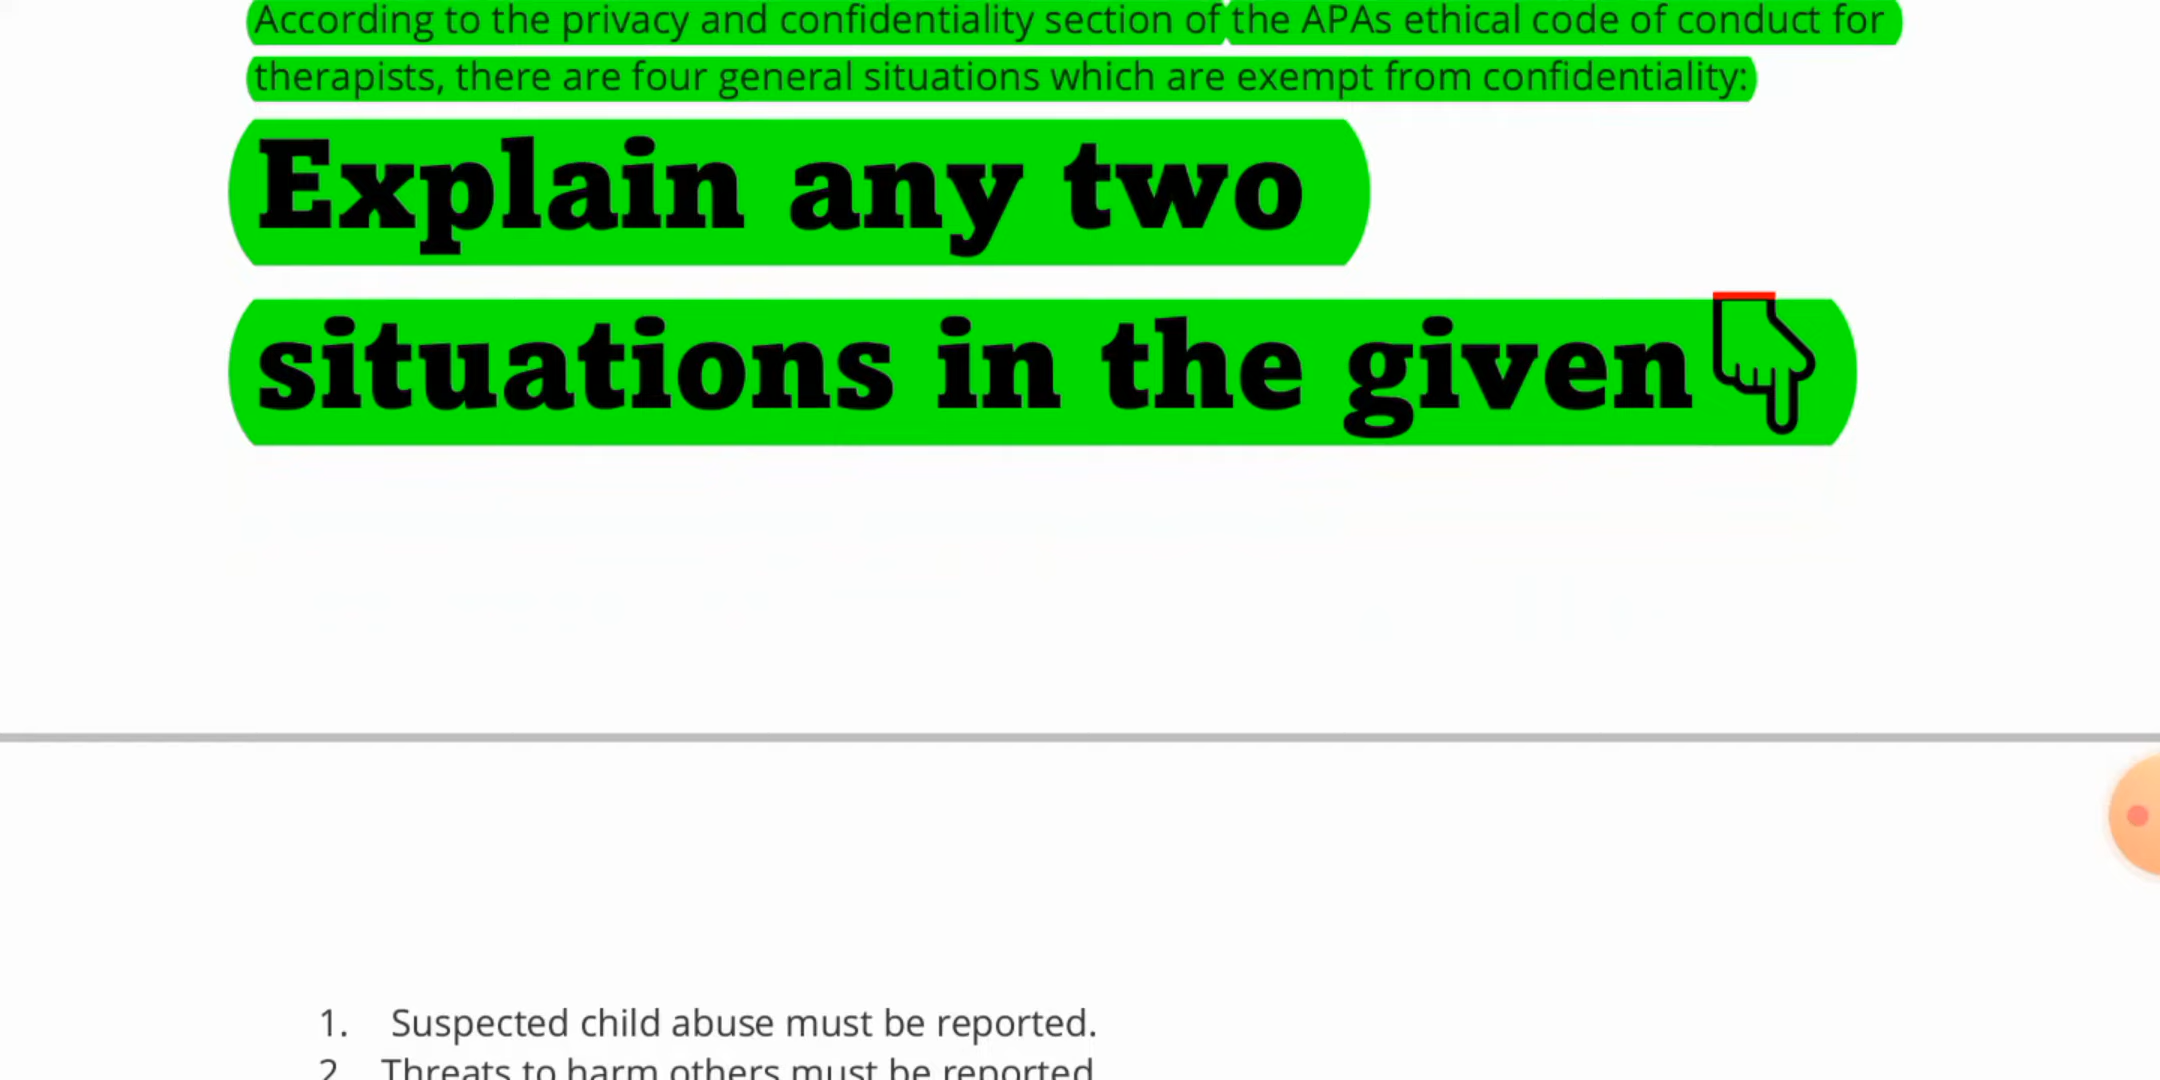 According to the privacy and confidentiality section of the APAs ethical code of conduct for
therapists, there are four general situations which are exempt from confidentiality:
Explain any two
situations in the given
1. Suspected child abuse must be reported.
2. Threats to harm others must be reported